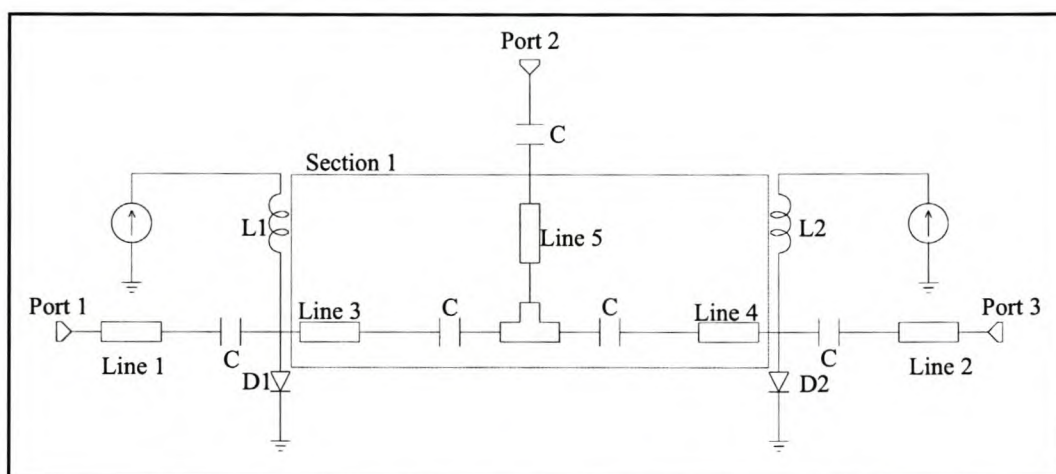 Port 2
C
Section 1
L1
Line 5
L2
Port 1
Line 3
C
C
Line 4
Port 3
Line 1
C
D1
C
Line 2
D2